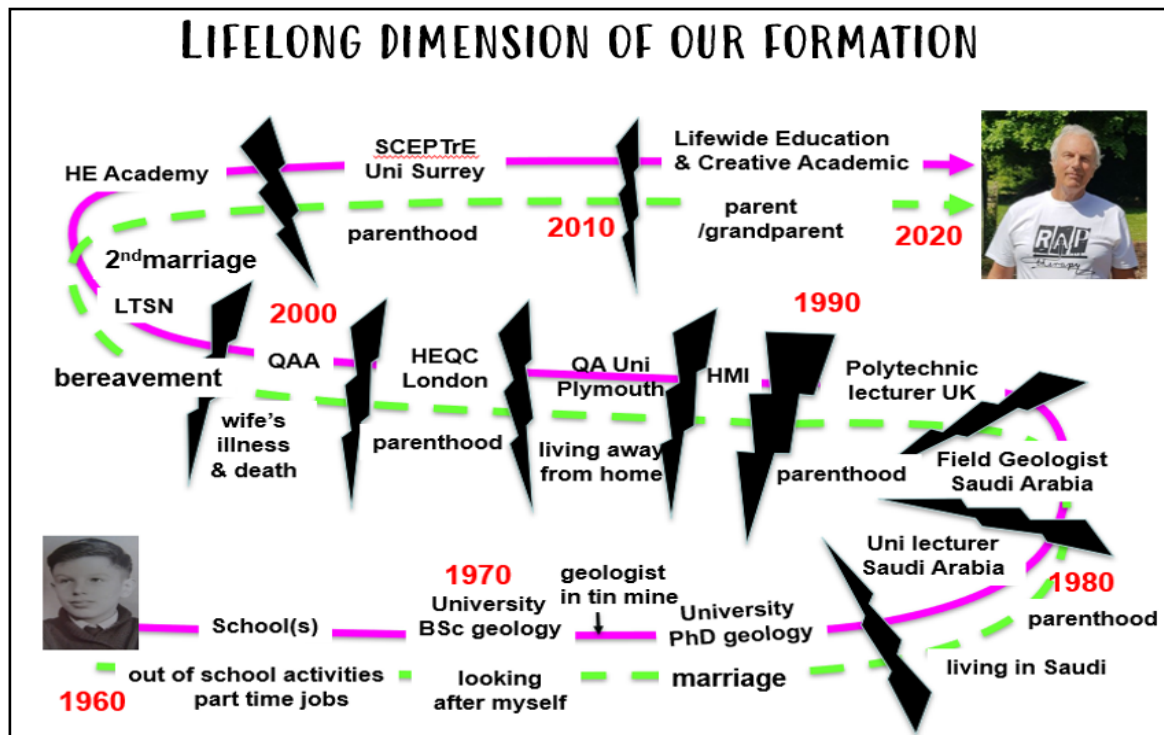 LIFELONG DIMENSION OF OUR FORMATION
HE Academy
SCEPTrE
Uni Surrey
Lifewide Education
& Creative Academic
parenthood
2010
parent
/grandparent
2020
RAP
therapy
2nd marriage
LTSN
2000
1990
bereavement
QAA
HEQC
London
QA Uni
Plymouth
HMI
Polytechnic
lecturer UK
wife's
illness
& death
parenthood
living away
from home
parenthood
Field Geologist
Saudi Arabia
Uni lecturer
Saudi Arabia
1980
parenthood
living in Saudi
School(s)
1970
University
BSc geology
geologist
in tin mine
University
PhD geology
1960
out of school activities
part time jobs
looking
after myself
marriage